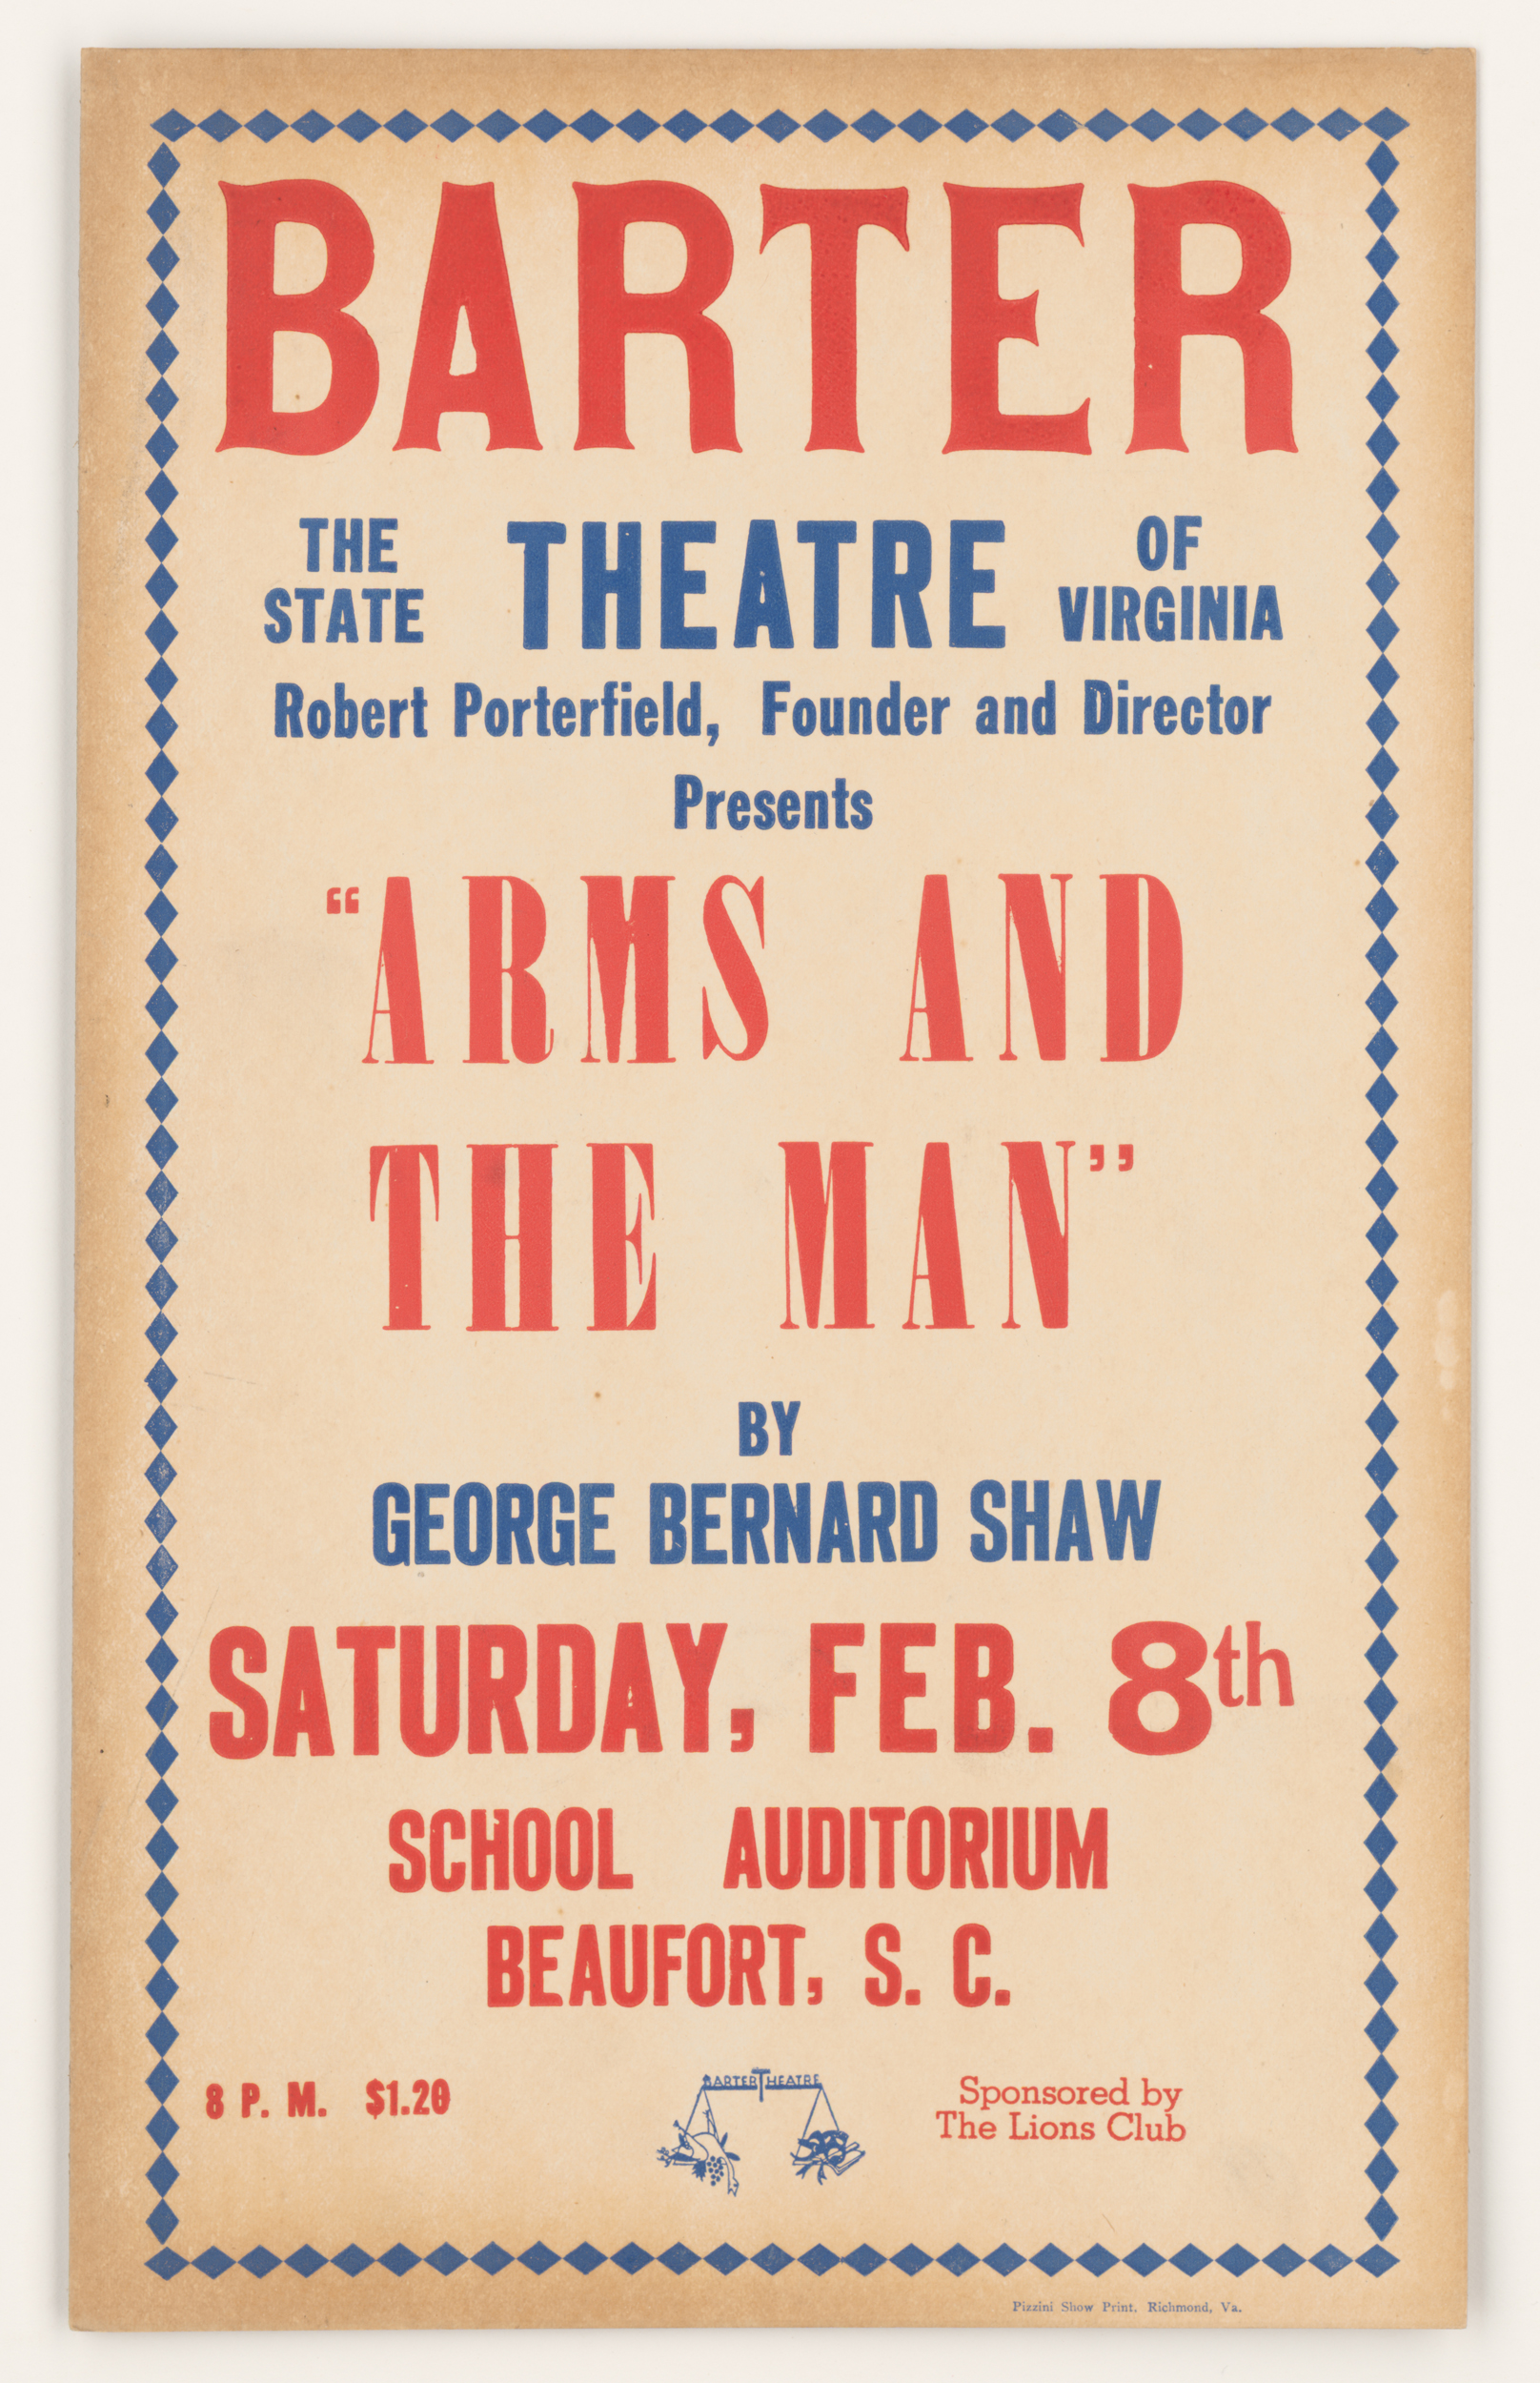 BARTER
THE STATE THEATRE OF VIRGINIA
Robert Porterfield, Founder and Director
Presents
“ARMS AND
THE MAN”
BY
GEORGE BERNARD SHAW
SATURDAY, FEB. 8th
SCHOOL AUDITORIUM
BEAUFORT, S. C.
8 P. M. $1.20
BARTER THEATRE
Sponsored by
The Lions Club
Pizzini Show Print, Richmond, Va.